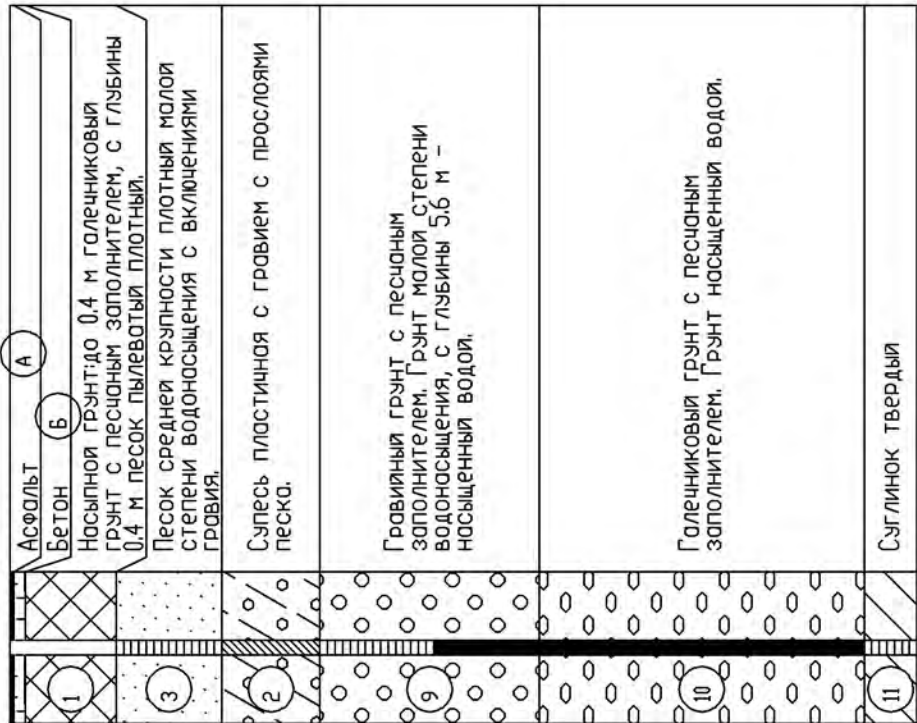 Асфальт А
Бетон Б
Насыпной грунт:до 0,4 м галечниковый
грунт с песчаным заполнителем, с глубины
0,4 м песок пылеватый плотный.
1
Песок средней крупности плотный малой
степени водонасыщения с включениями
гравия.
3
Супесь пластичная с гравием с прослоями
песка.
2
Гравийный грунт с песчаным
заполнителем. Грунт малой степени
водонасыщения, с глубины 5,6 м -
насыщенный водой.
9
Галечниковый грунт с песчаным
заполнителем. Грунт насыщенный водой.
10
Суглинок твердый
11